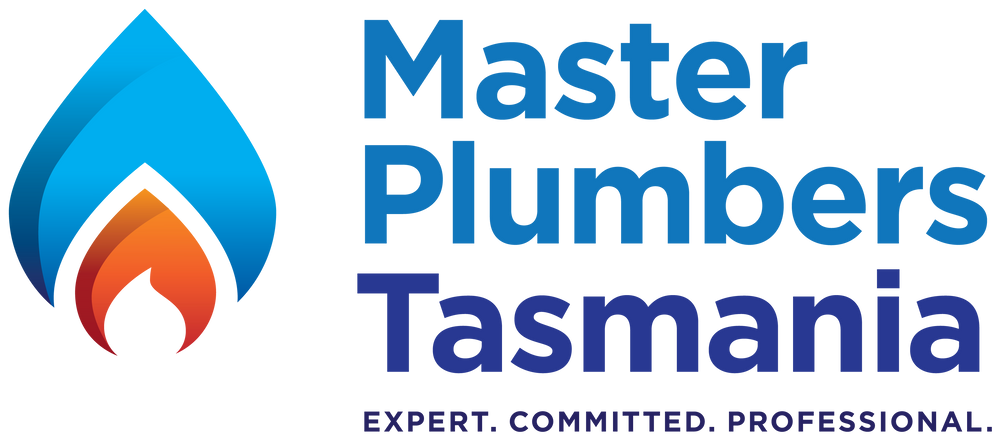 Master
Plumbers
Tasmania
EXPERT. COMMITTED. PROFESSIONAL.